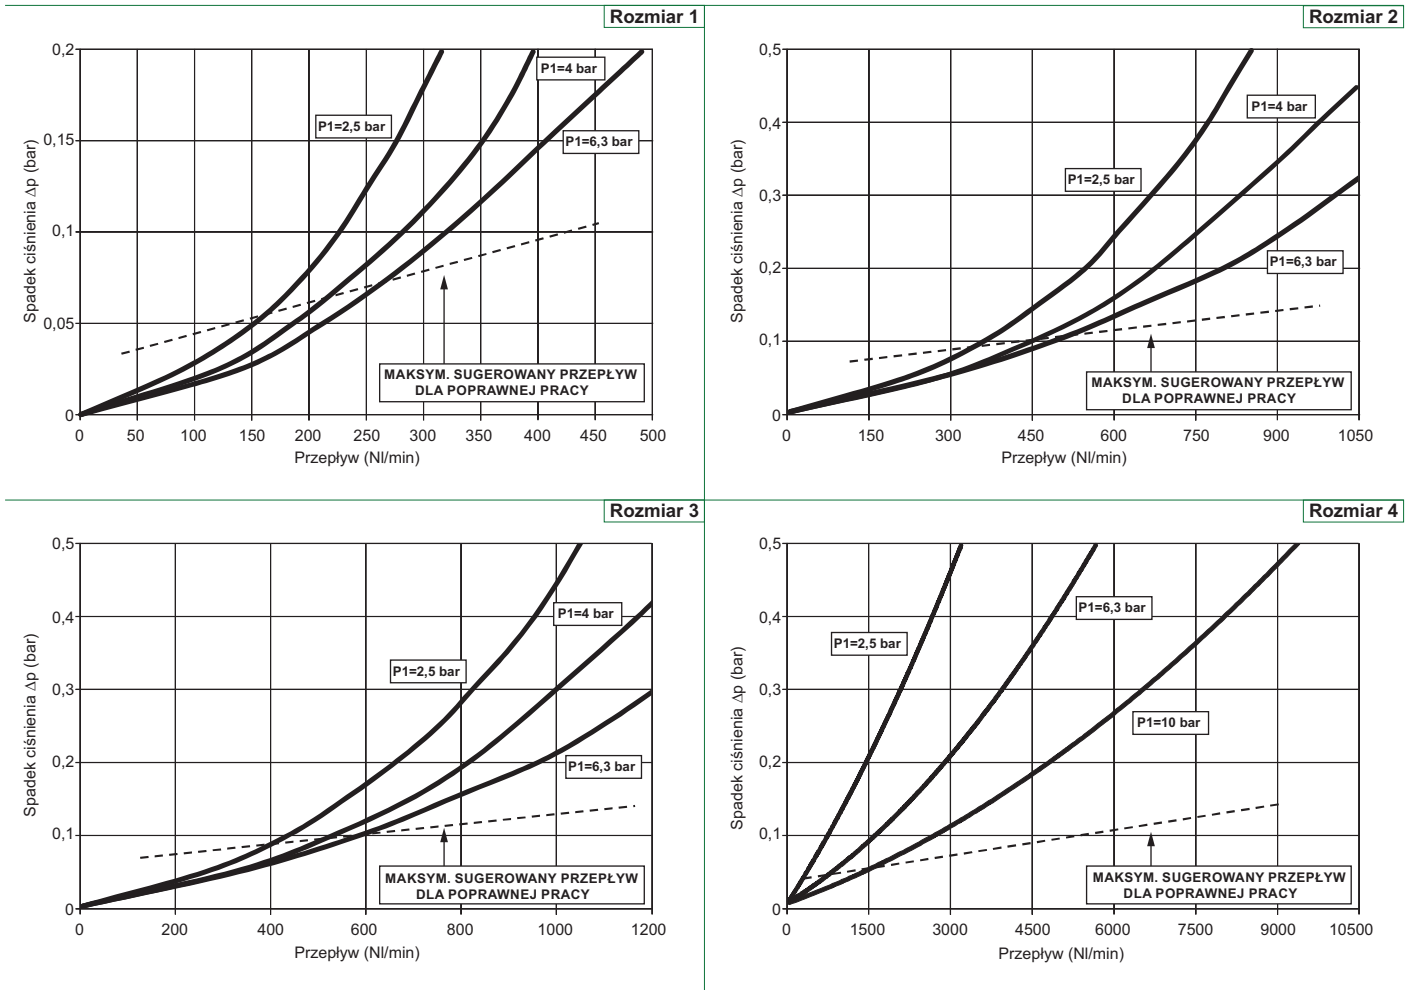 Rozmiar 1
0,2
0,15
0,1
0,05
0
Spadek ciśnienia Δp (bar)
P1=2,5 bar
P1=4 bar
P1=6,3 bar
MAKSYM. SUGEROWANY PRZEPŁYW
DLA POPRAWNEJ PRACY
0 50 100 150 200 250 300 350 400 450 500
Przepływ (Nl/min)
Rozmiar 2
0,5
0,4
0,3
0,2
0,1
0
Spadek ciśnienia Δp (bar)
P1=4 bar
P1=2,5 bar
P1=6,3 bar
MAKSYM. SUGEROWANY PRZEPŁYW
DLA POPRAWNEJ PRACY
0 150 300 450 600 750 900 1050
Przepływ (Nl/min)
Rozmiar 3
0,5
0,4
0,3
0,2
0,1
0
Spadek ciśnienia Δp (bar)
P1=4 bar
P1=2,5 bar
P1=6,3 bar
MAKSYM. SUGEROWANY PRZEPŁYW
DLA POPRAWNEJ PRACY
0 200 400 600 800 1000 1200
Przepływ (Nl/min)
Rozmiar 4
0,5
0,4
0,3
0,2
0,1
0
Spadek ciśnienia Δp (bar)
P1=6,3 bar
P1=2,5 bar
P1=10 bar
MAKSYM. SUGEROWANY PRZEPŁYW
DLA POPRAWNEJ PRACY
0 1500 3000 4500 6000 7500 9000 10500
Przepływ (Nl/min)